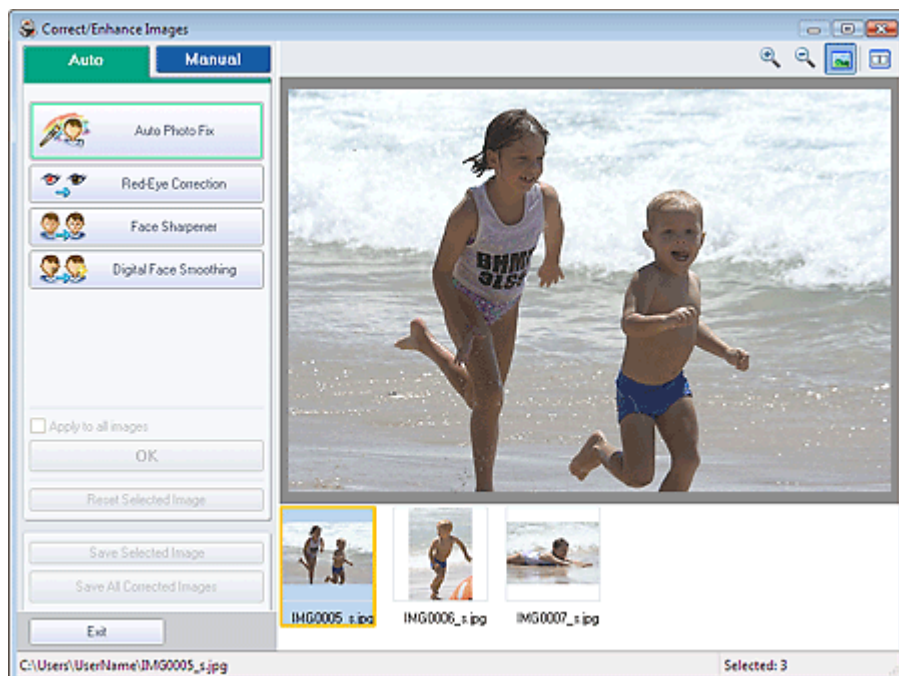 Correct/Enhance Images
Auto
Manual
Auto Photo Fix
Red-Eye Correction
Face Sharpener
Digital Face Smoothing
Apply to all images
OK
Reset Selected Image
Save Selected Image
Save All Corrected Images
Exit
IMG0005_s.jpg
IMG0006_s.jpg
IMG0007_s.jpg
C:\Users\UserName\IMG0005_s.jpg
Selected: 3